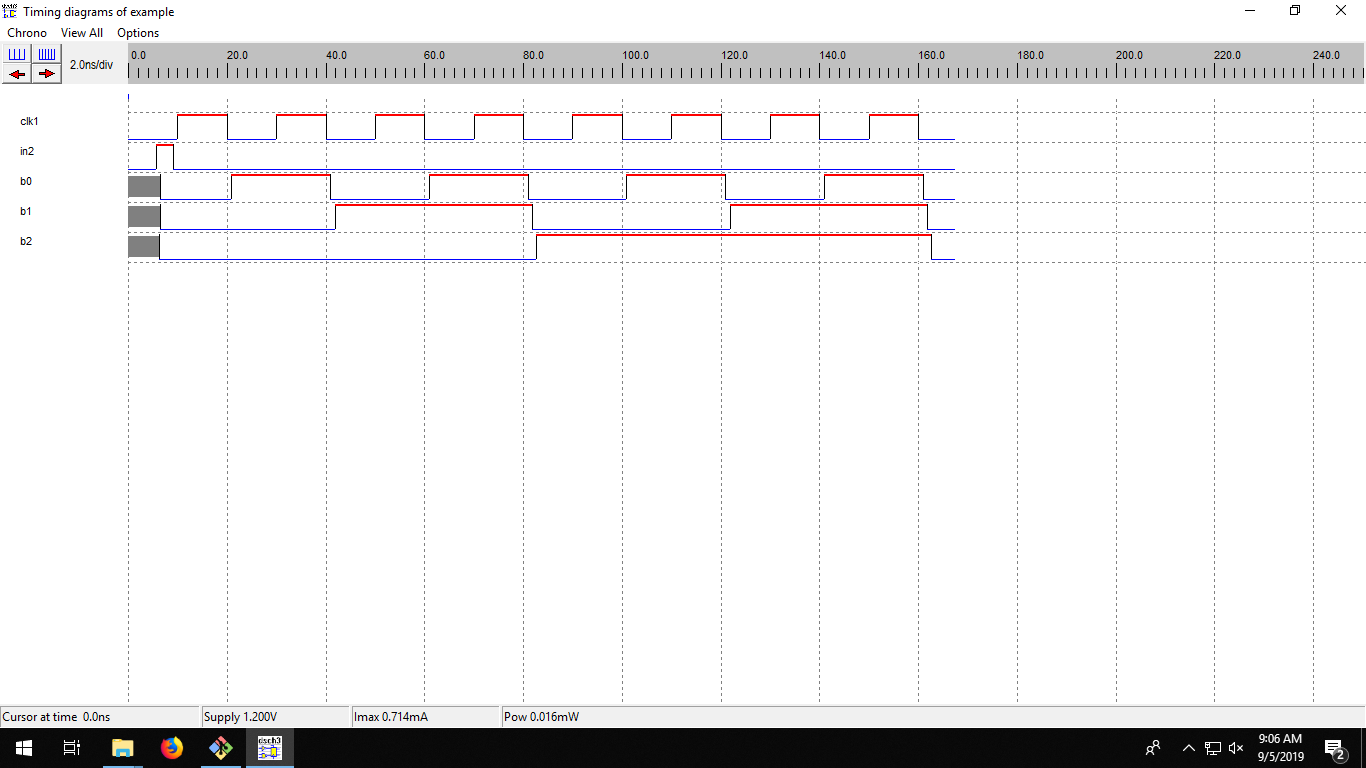 Timing diagrams of example
Chrono View All Options
2.0ns/div
0.0 20.0 40.0 60.0 80.0 100.0 120.0 140.0 160.0 180.0 200.0 220.0 240.0
clk1
in2
b0
b1
b2
Cursor at time 0.0ns Supply 1.200V Imax 0.714mA Pow 0.016mW
dsch3
9:06 AM
9/5/2019
2